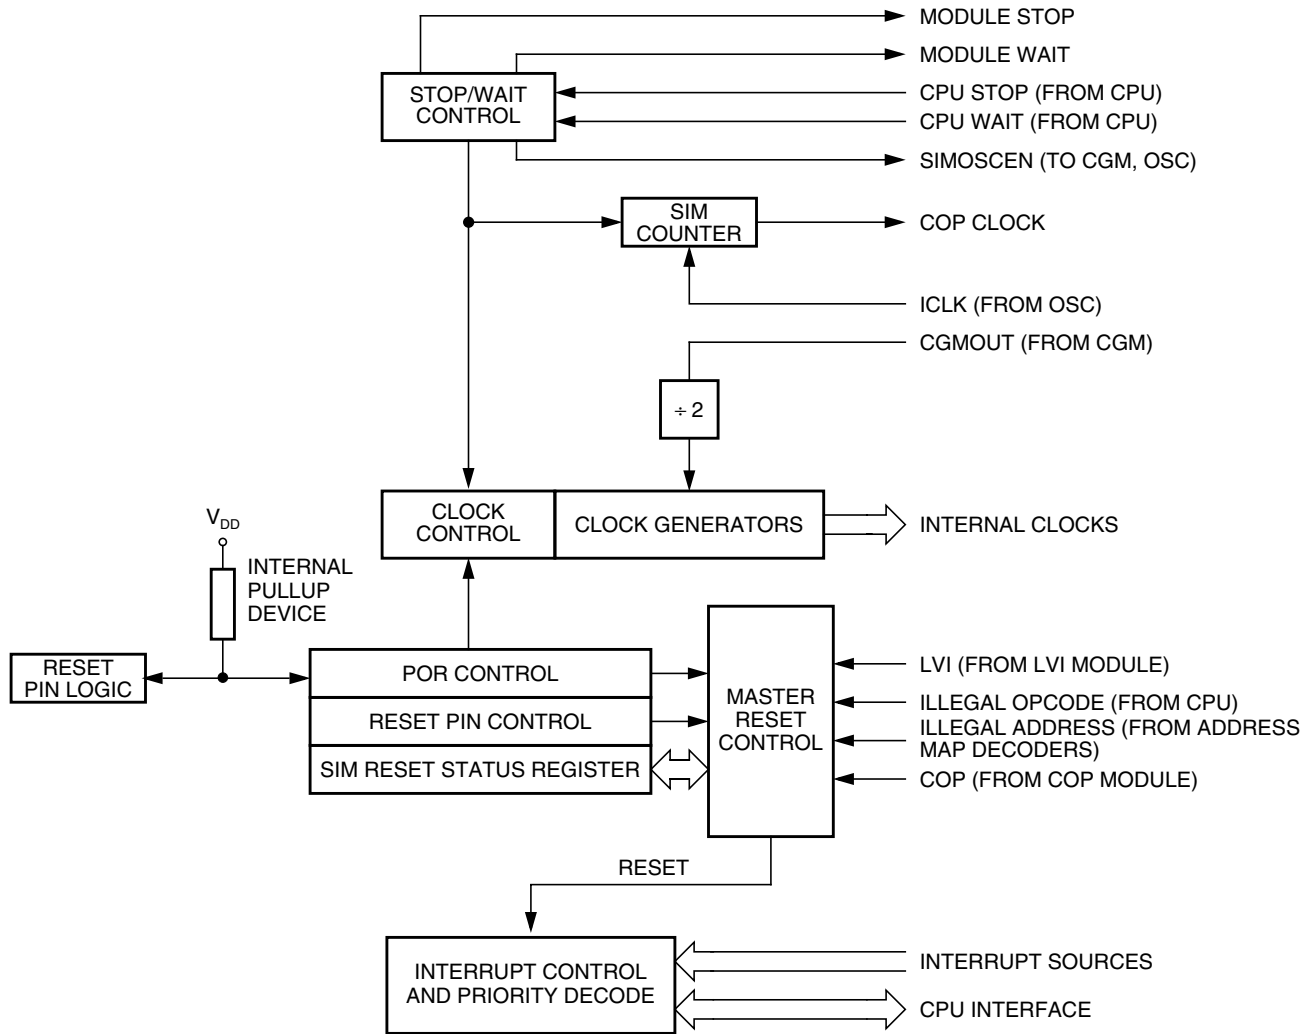 MODULE STOP
MODULE WAIT
STOP/WAIT
CONTROL
CPU STOP (FROM CPU)
CPU WAIT (FROM CPU)
SIMOSCEN (TO CGM, OSC)
SIM
COUNTER
COP CLOCK
ICLK (FROM OSC)
CGMOUT (FROM CGM)
÷ 2
CLOCK
CONTROL
CLOCK GENERATORS
INTERNAL CLOCKS
VDD
INTERNAL
PULLUP
DEVICE
RESET
PIN LOGIC
POR CONTROL
RESET PIN CONTROL
SIM RESET STATUS REGISTER
MASTER
RESET
CONTROL
LVI (FROM LVI MODULE)
ILLEGAL OPCODE (FROM CPU)
ILLEGAL ADDRESS (FROM ADDRESS
MAP DECODERS)
COP (FROM COP MODULE)
RESET
INTERRUPT CONTROL
AND PRIORITY DECODE
INTERRUPT SOURCES
CPU INTERFACE